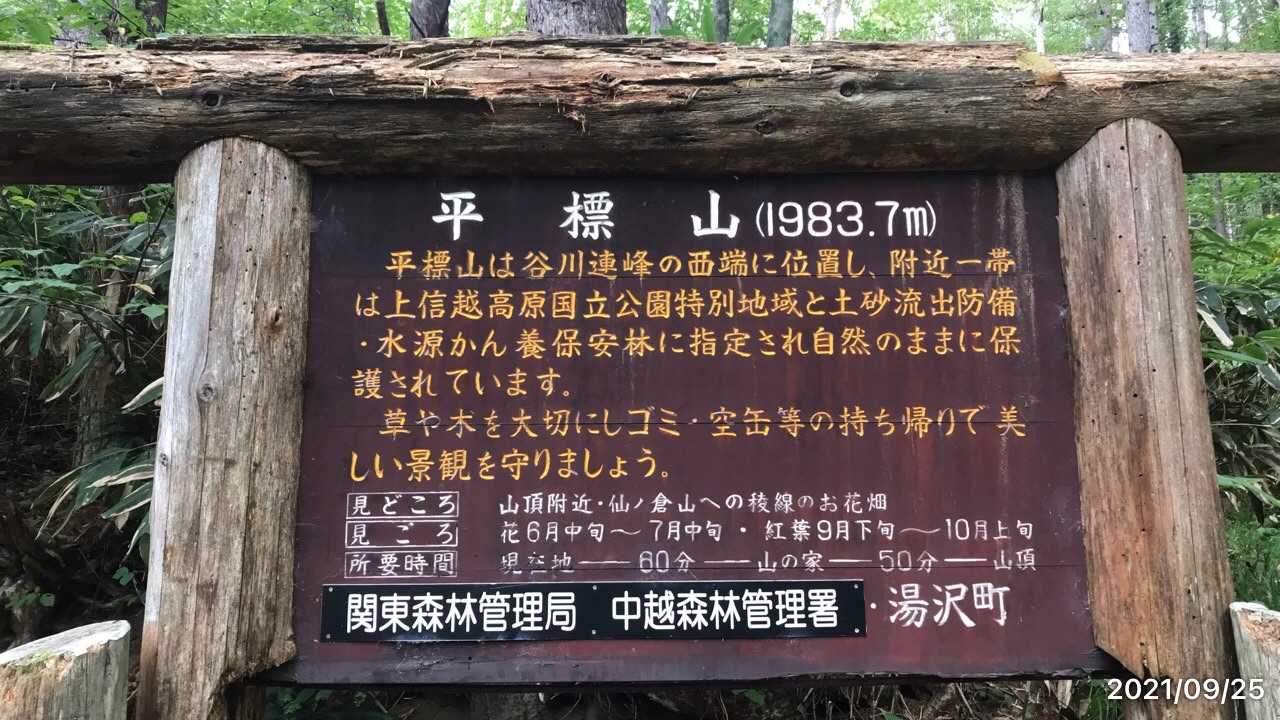 平標山(1983.7m)
平標山は谷川連峰の西端に位置し、附近一帯
は上信越高原国立公園特別地域と土砂流出防備
・水源かん養保安林に指定され自然のままに保
護されています。
草や木を大切にしゴミ・空缶等の持ち帰りで美
しい景観を守りましょう。
見どころ 山頂附近・仙ノ倉山への稜線のお花畑
見ごろ 花6月中旬〜7月中旬・紅葉9月下旬〜10月上旬
所要時間 現在地──60分──山の家──50分──山頂
関東森林管理局 中越森林管理署・湯沢町
2021/09/25